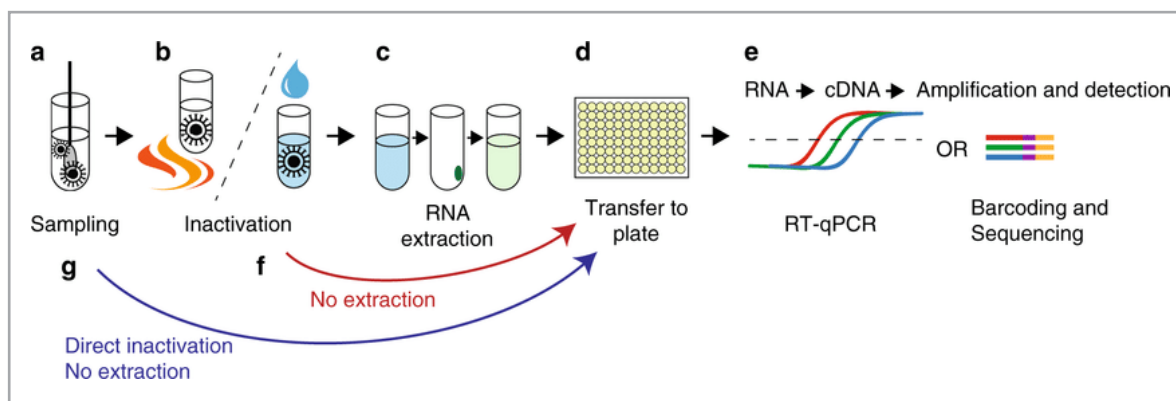 a
b
c
d
e
RNA cDNA Amplification and detection
OR
Sampling
Inactivation
RNA
extraction
Transfer to
plate
RT-qPCR
Barcoding and
Sequencing
g
f
No extraction
Direct inactivation
No extraction